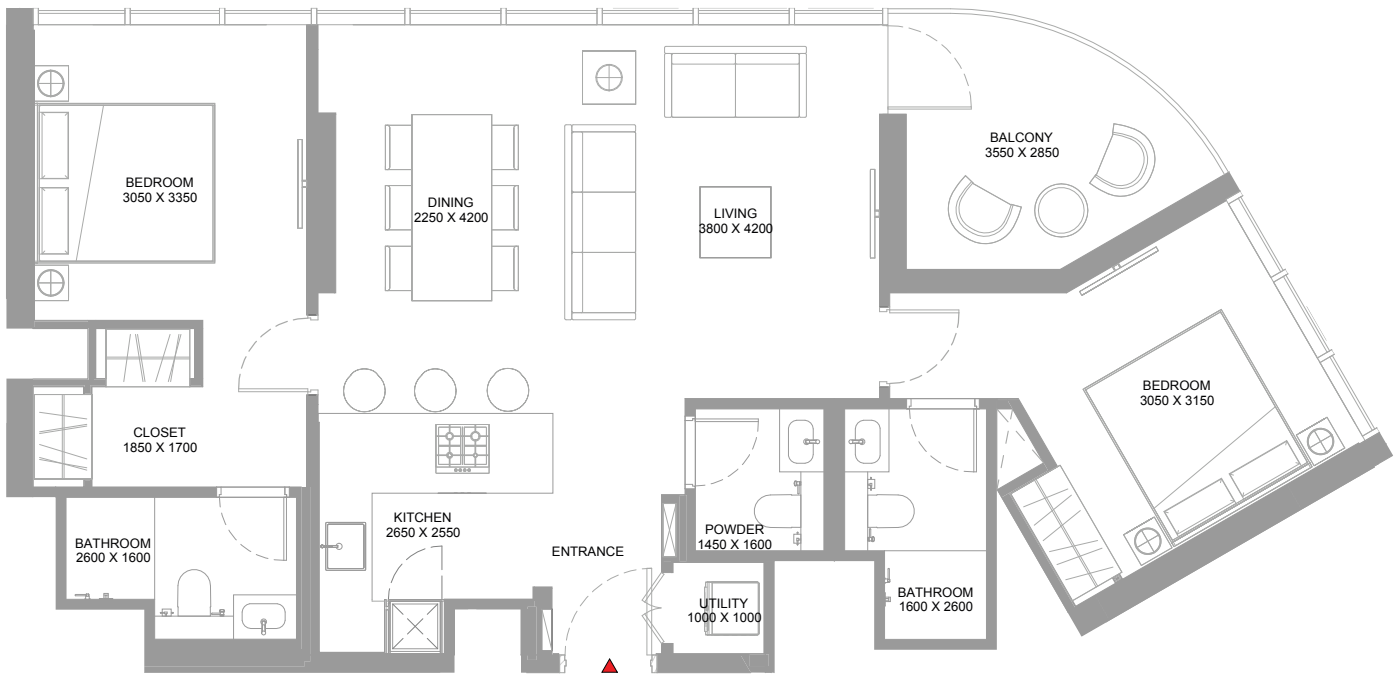 BEDROOM
3050 X 3350
DINING
2250 X 4200
LIVING
3800 X 4200
BALCONY
3550 X 2850
BEDROOM
3050 X 3150
CLOSET
1850 X 1700
BATHROOM
2600 X 1600
KITCHEN
2650 X 2550
ENTRANCE
POWDER
1450 X 1600
UTILITY
1000 X 1000
BATHROOM
1600 X 2600